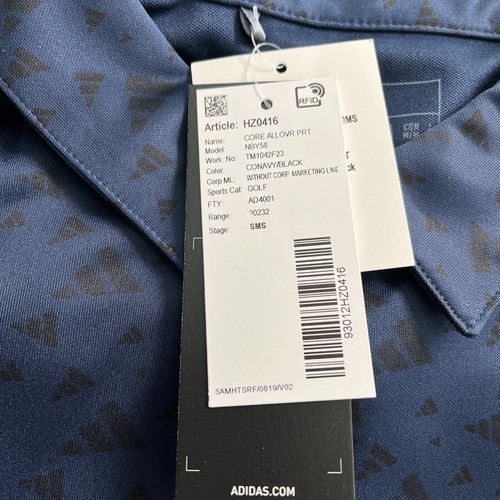 RFID
Article: HZ0416
Name: CORE ALLOVR PRT
Model: NBY58
Work. No: TM1042F23
Color: CONAVY/BLACK
Corp ML: WITHOUT CORP. MARKETING LINE
Sports Cat: GOLF
FTY: AD4001
Range: 20232
Stage: SMS
93012HZ0416
SAMHTSRF/0819/V02
ADIDAS.COM